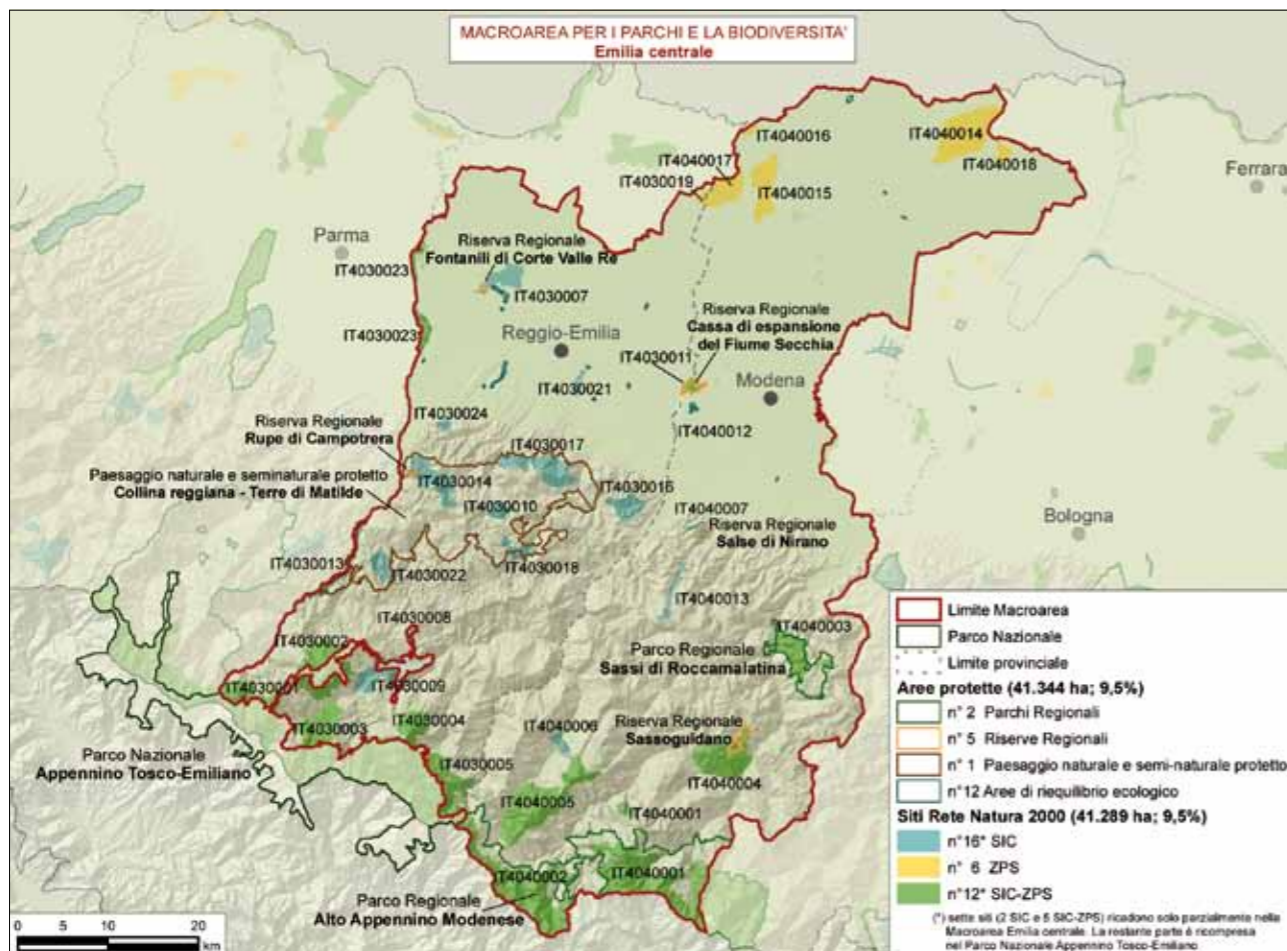 MACROAREA PER I PARCHI E LA BIODIVERSITA'
Emilia centrale
IT4040016
IT4040014
IT4040017
IT4040018
IT4030019
IT4040015
Ferrara
Parma
IT4030023
Riserva Regionale
Fontanili di Corte Valle Re
IT4030007
IT4030023
Reggio-Emilia
Riserva Regionale
Cassa di espansione
del Fiume Secchia
IT4030011
Modena
IT4030021
IT4030024
IT4040012
Riserva Regionale
Rupe di Campotrera
IT4030017
Paesaggio naturale e seminaturale protetto
Collina reggiana - Terre di Matilde
IT4030014
IT4030016
IT4030010
IT4040007
Riserva Regionale
Salse di Nirano
Bologna
IT4030013
IT4030022
IT4030018
IT4040013
IT4030008
IT4040003
IT4030002
Parco Regionale
Sassi di Roccamalatina
IT4030001
IT4030009
IT4030003
IT4030004
IT4040006
Riserva Regionale
Sassoguidano
Parco Nazionale
Appennino Tosco-Emiliano
IT4030005
IT4040004
IT4040005
IT4040001
IT4040002
IT4040001
Parco Regionale
Alto Appennino Modenese
Limite Macroarea
Parco Nazionale
Limite provinciale
Aree protette (41.344 ha; 9,5%)
n° 2 Parchi Regionali
n° 5 Riserve Regionali
n° 1 Paesaggio naturale e semi-naturale protetto
n°12 Aree di riequilibrio ecologico
Siti Rete Natura 2000 (41.289 ha; 9,5%)
n°16* SIC
n° 6 ZPS
n°12* SIC-ZPS
(*) sette siti (2 SIC e 5 SIC-ZPS) ricadono solo parzialmente nella
Macroarea Emilia centrale. La restante parte è ricompresa
nel Parco Nazionale Appennino Tosco-Emiliano
0 5 10 20
km